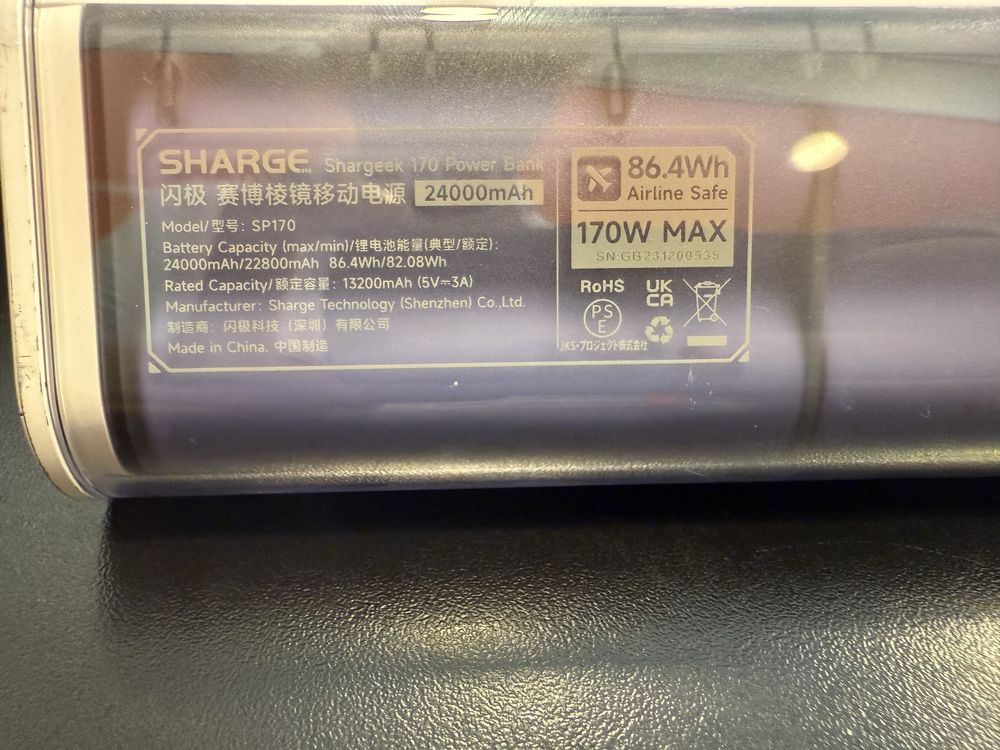 SHARGE Shargeek 170 Power Bank
闪极 赛博棱镜移动电源 24000mAh
Model/型号: SP170
Battery Capacity (max/min)/锂电池能量(典型/额定):
24000mAh/22800mAh 86.4Wh/82.08Wh
Rated Capacity/额定容量: 13200mAh (5V⎓3A)
Manufacturer: Sharge Technology (Shenzhen) Co.,Ltd.
制造商: 闪极科技 (深圳) 有限公司
Made in China. 中国制造
86.4Wh
Airline Safe
170W MAX
SN:GB231200535
RoHS
UK
CA
PS
E
JKS・プロジェクト株式会社